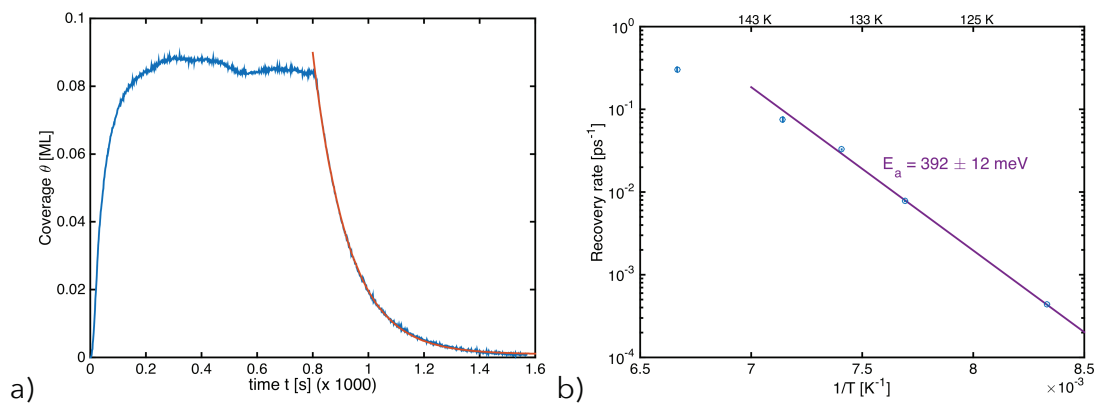 a)
Coverage θ [ML]
0.1
0.08
0.06
0.04
0.02
0
0 0.2 0.4 0.6 0.8 1.0 1.2 1.4 1.6
time t [s] (x 1000)
b)
143 K 133 K 125 K
Recovery rate [ps⁻¹]
10⁰
10⁻¹
10⁻²
10⁻³
10⁻⁴
Eₐ = 392 ± 12 meV
6.5 7 7.5 8 8.5
1/T [K⁻¹]
×10⁻³